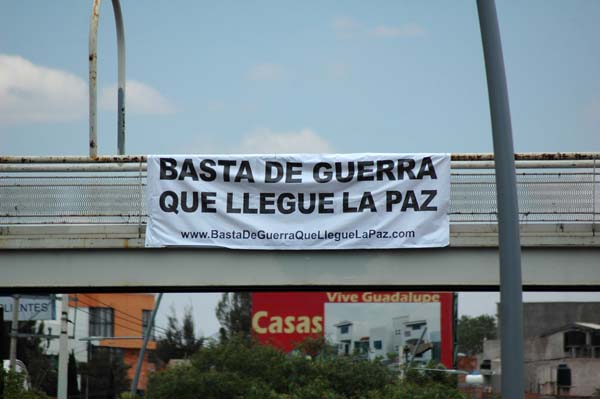 BASTA DE GUERRA
QUE LLEGUE LA PAZ
www.BastaDeGuerraQueLlegueLaPaz.com
Vive Guadalupe
Casas